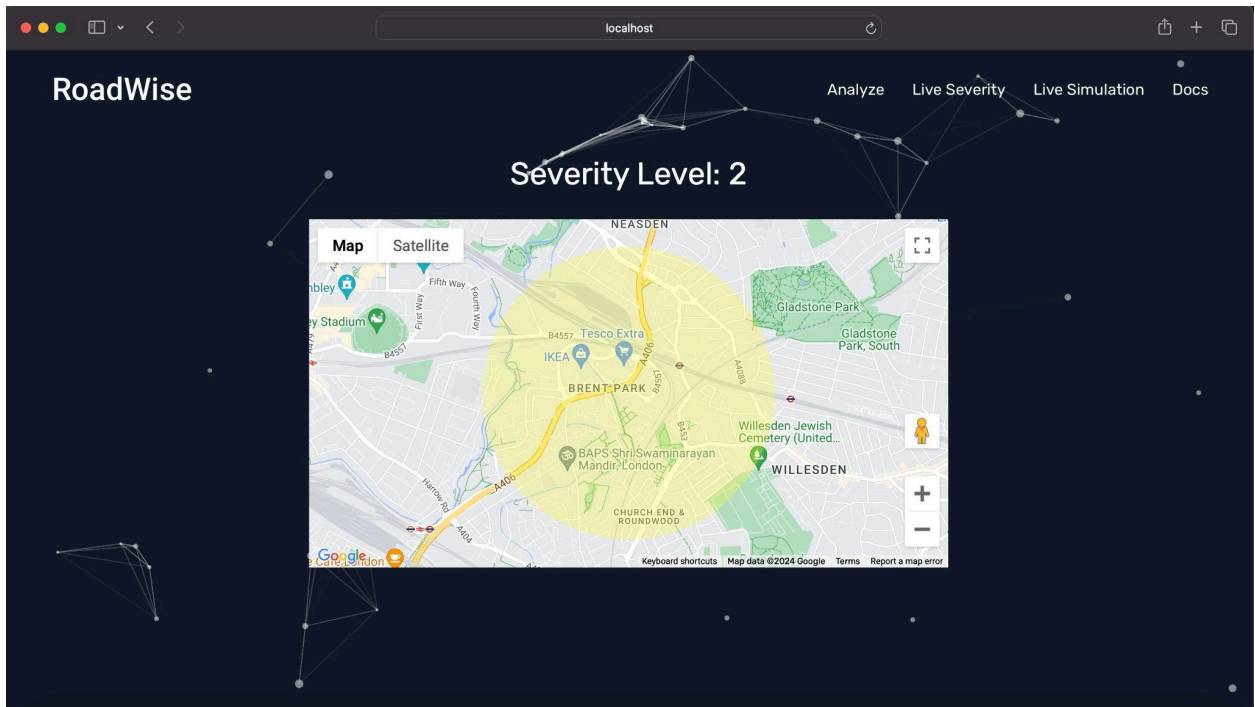 localhost
RoadWise
Analyze Live Severity Live Simulation Docs
Severity Level: 2
NEASDEN
Map Satellite
Fifth Way
Fourth Way
First Way
Stadium
B4557
A479
Gladstone Park
Gladstone
Park, South
B4557
Tesco Extra
IKEA
A406
B4557
A4088
BRENT PARK
B453
Willesden Jewish
Cemetery (United...
WILLESDEN
BAPS Shri Swaminarayan
Mandir, London
A406
Harrow Rd
A404
CHURCH END &
ROUNDWOOD
Google
Keyboard shortcuts Map data ©2024 Google Terms Report a map error